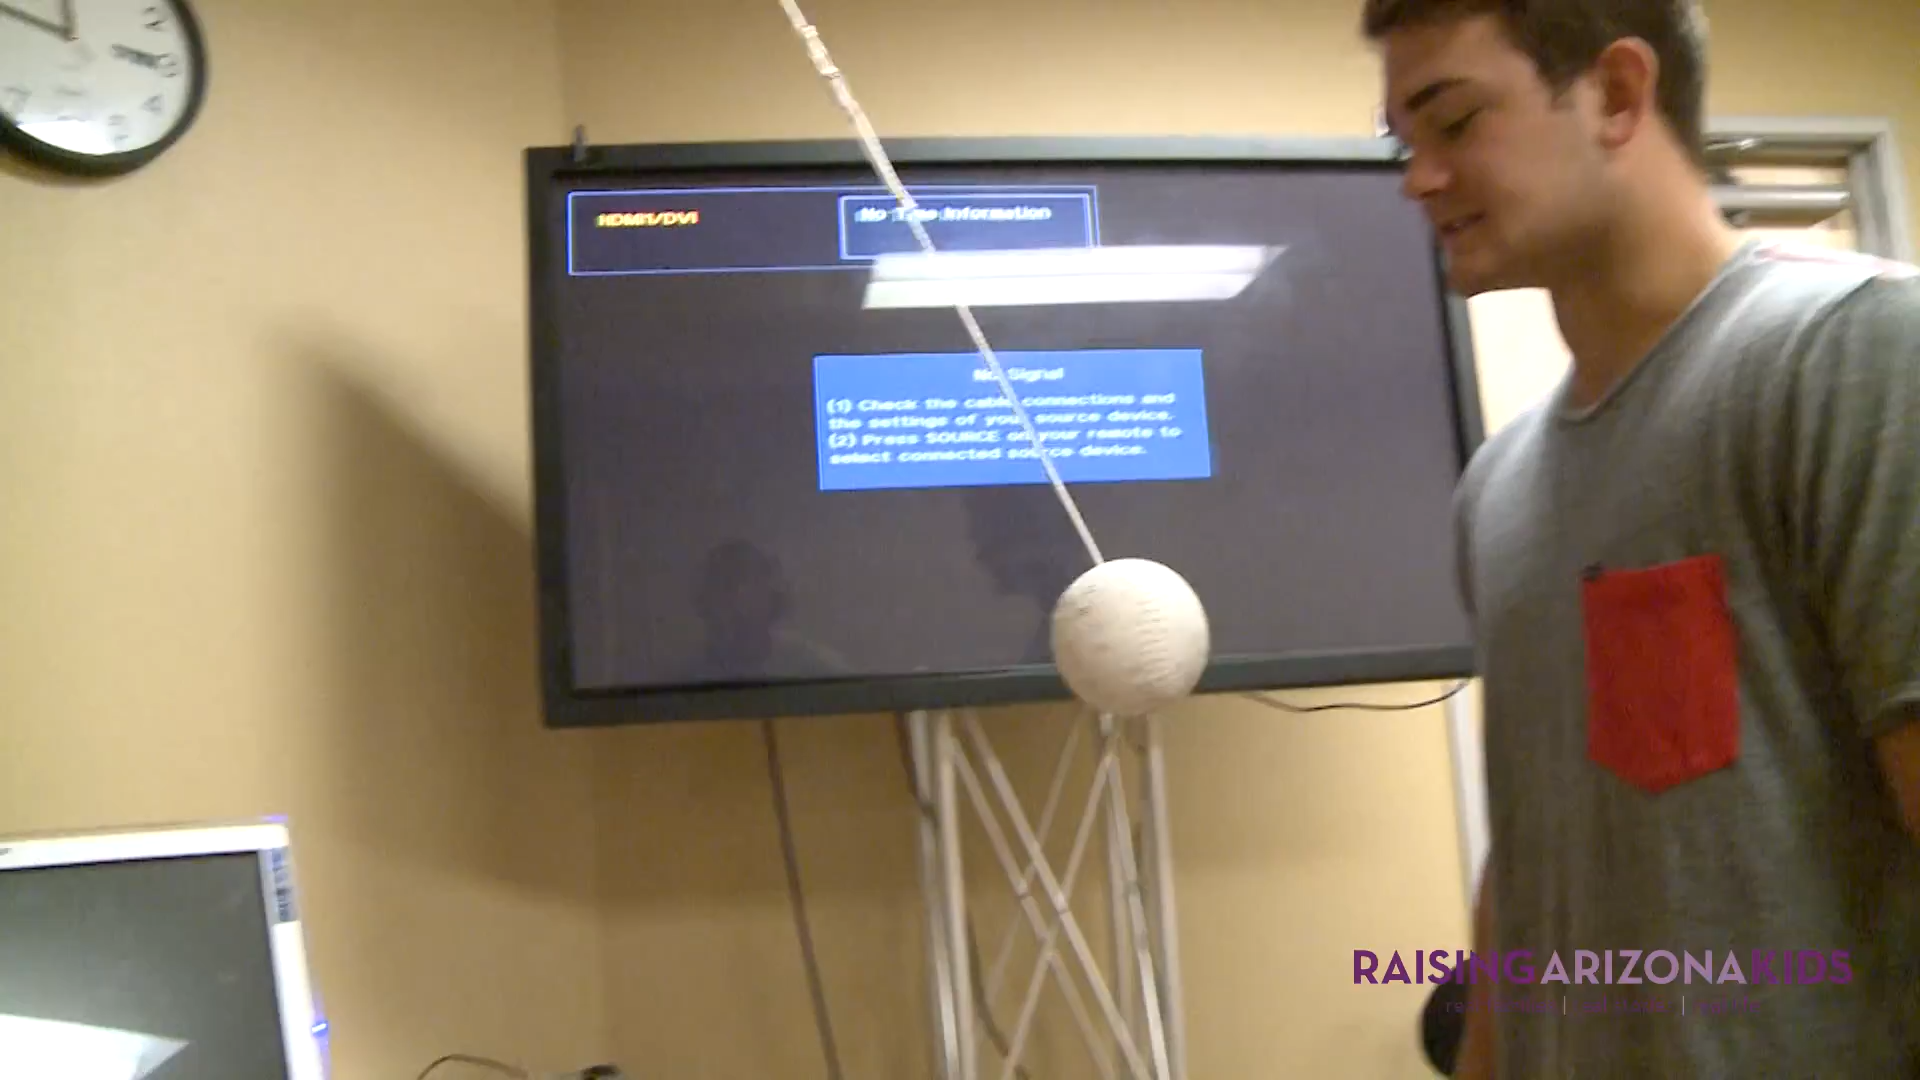 HDMI1/DVI
No Time Information
No Signal
(1) Check the cable connections and
the settings of your source device.
(2) Press SOURCE on your remote to
select connected source device.
RAISINGARIZONAKIDS